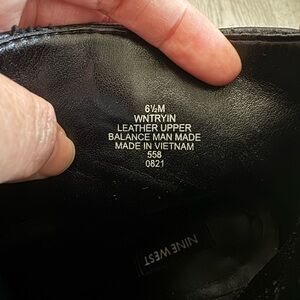 6½M
WNTRYIN
LEATHER UPPER
BALANCE MAN MADE
MADE IN VIETNAM
558
0821
NINE WEST